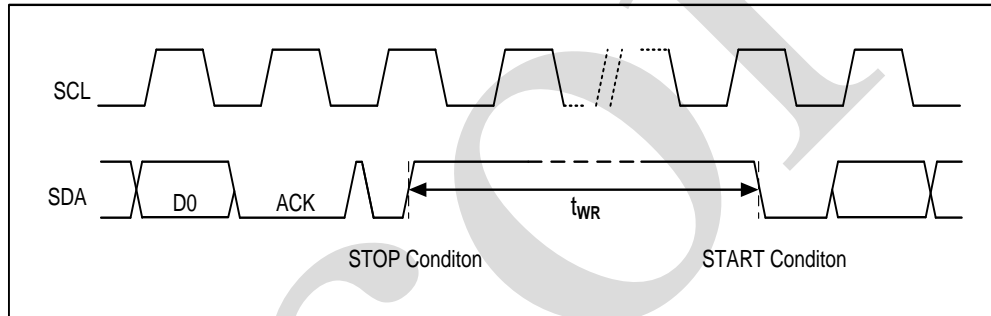 SCL
SDA
D0
ACK
tWR
STOP Conditon
START Conditon